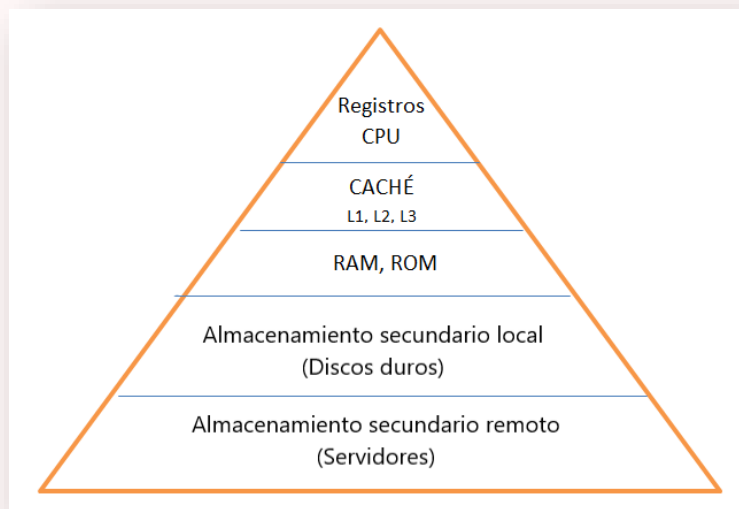 Registros
CPU
CACHÉ
L1, L2, L3
RAM, ROM
Almacenamiento secundario local
(Discos duros)
Almacenamiento secundario remoto
(Servidores)